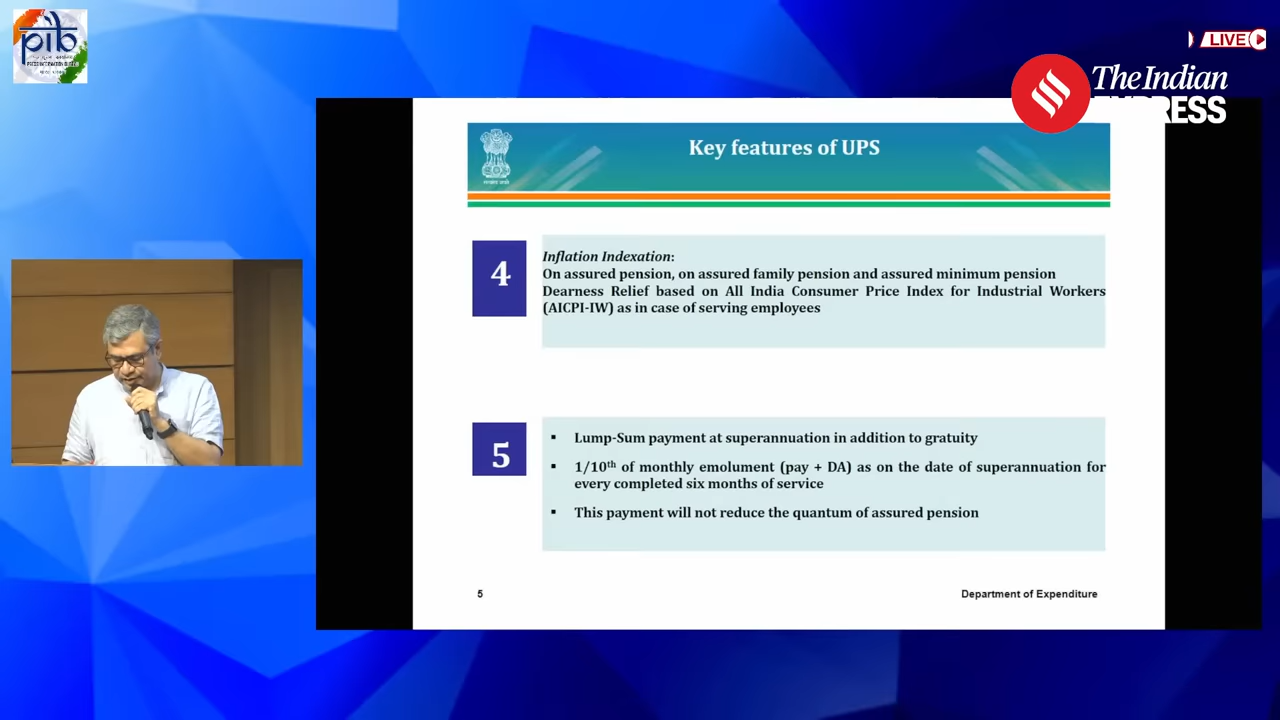 pib
LIVE
The Indian
EXPRESS
Key features of UPS
4
Inflation Indexation:
On assured pension, on assured family pension and assured minimum pension
Dearness Relief based on All India Consumer Price Index for Industrial Workers
(AICPI-IW) as in case of serving employees
5
▪ Lump-Sum payment at superannuation in addition to gratuity
▪ 1/10th of monthly emolument (pay + DA) as on the date of superannuation for
every completed six months of service
▪ This payment will not reduce the quantum of assured pension
5
Department of Expenditure